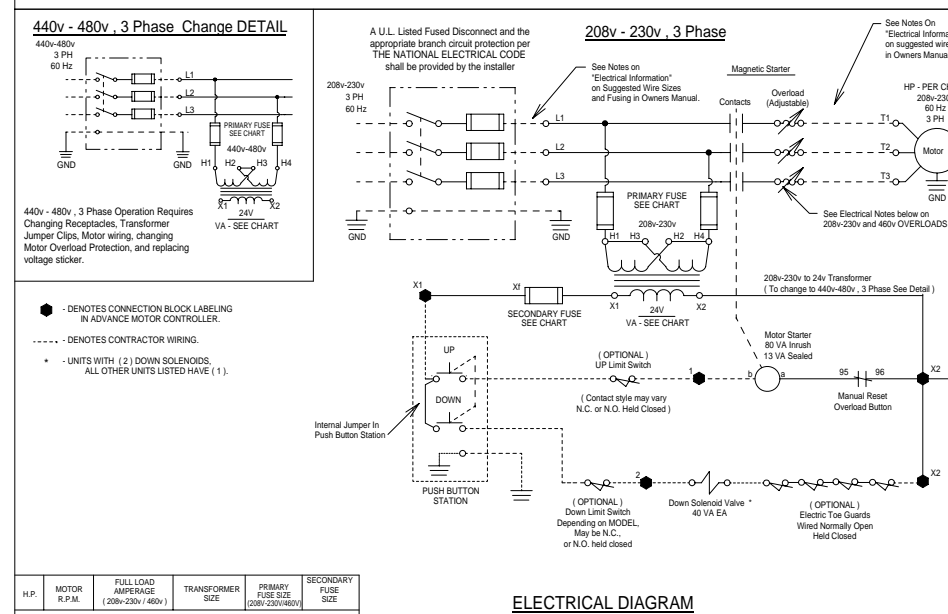 440v - 480v , 3 Phase Change DETAIL
440v-480v
3 PH
60 Hz
L1
L2
L3
PRIMARY FUSE
SEE CHART
440v-480v
GND
GND
H1 H2 H3 H4
X1 X2
24V
VA - SEE CHART
440v - 480v , 3 Phase Operation Requires
Changing Receptacles, Transformer
Jumper Clips, Motor wiring, changing
Motor Overload Protection, and replacing
voltage sticker.
A U.L. Listed Fused Disconnect and the
appropriate branch circuit protection per
THE NATIONAL ELECTRICAL CODE
shall be provided by the installer
208v - 230v , 3 Phase
See Notes on
"Electrical Information"
on Suggested Wire Sizes
and Fusing in Owners Manual.
Magnetic Starter
Contacts
Overload
(Adjustable)
See Notes On
"Electrical Informa
on suggested wire
in Owners Manua
HP - PER CH
208v-230
60 Hz
3 PH
208v-230v
3 PH
60 Hz
L1
L2
L3
T1
T2
T3
Motor
GND
GND
GND
PRIMARY FUSE
SEE CHART
208v-230v
H1 H3 H2 H4
See Electrical Notes below on
208v-230v and 460v OVERLOADS
208v-230v to 24v Transformer
( To change to 440v-480v , 3 Phase See Detail )
X1
Xf
SECONDARY FUSE
SEE CHART
X1 X2
24V
VA - SEE CHART
- DENOTES CONNECTION BLOCK LABELING
IN ADVANCE MOTOR CONTROLLER.
- DENOTES CONTRACTOR WIRING.
* - UNITS WITH ( 2 ) DOWN SOLENOIDS,
ALL OTHER UNITS LISTED HAVE ( 1 ).
UP
DOWN
Internal Jumper In
Push Button Station
PUSH BUTTON
STATION
( OPTIONAL )
UP Limit Switch
( Contact style may vary
N.C. or N.O. Held Closed )
1
Motor Starter
80 VA Inrush
13 VA Sealed
b a
95 96
X2
Manual Reset
Overload Button
2
X2
( OPTIONAL )
Down Limit Switch
Depending on MODEL,
May be N.C.,
or N.O. held closed
Down Solenoid Valve *
40 VA EA
( OPTIONAL )
Electric Toe Guards
Wired Normally Open
Held Closed
H.P.
MOTOR
R.P.M.
FULL LOAD
AMPERAGE
( 208v-230v / 460v )
TRANSFORMER
SIZE
PRIMARY
FUSE SIZE
(208V-230V/460V)
SECONDARY
FUSE
SIZE
ELECTRICAL DIAGRAM